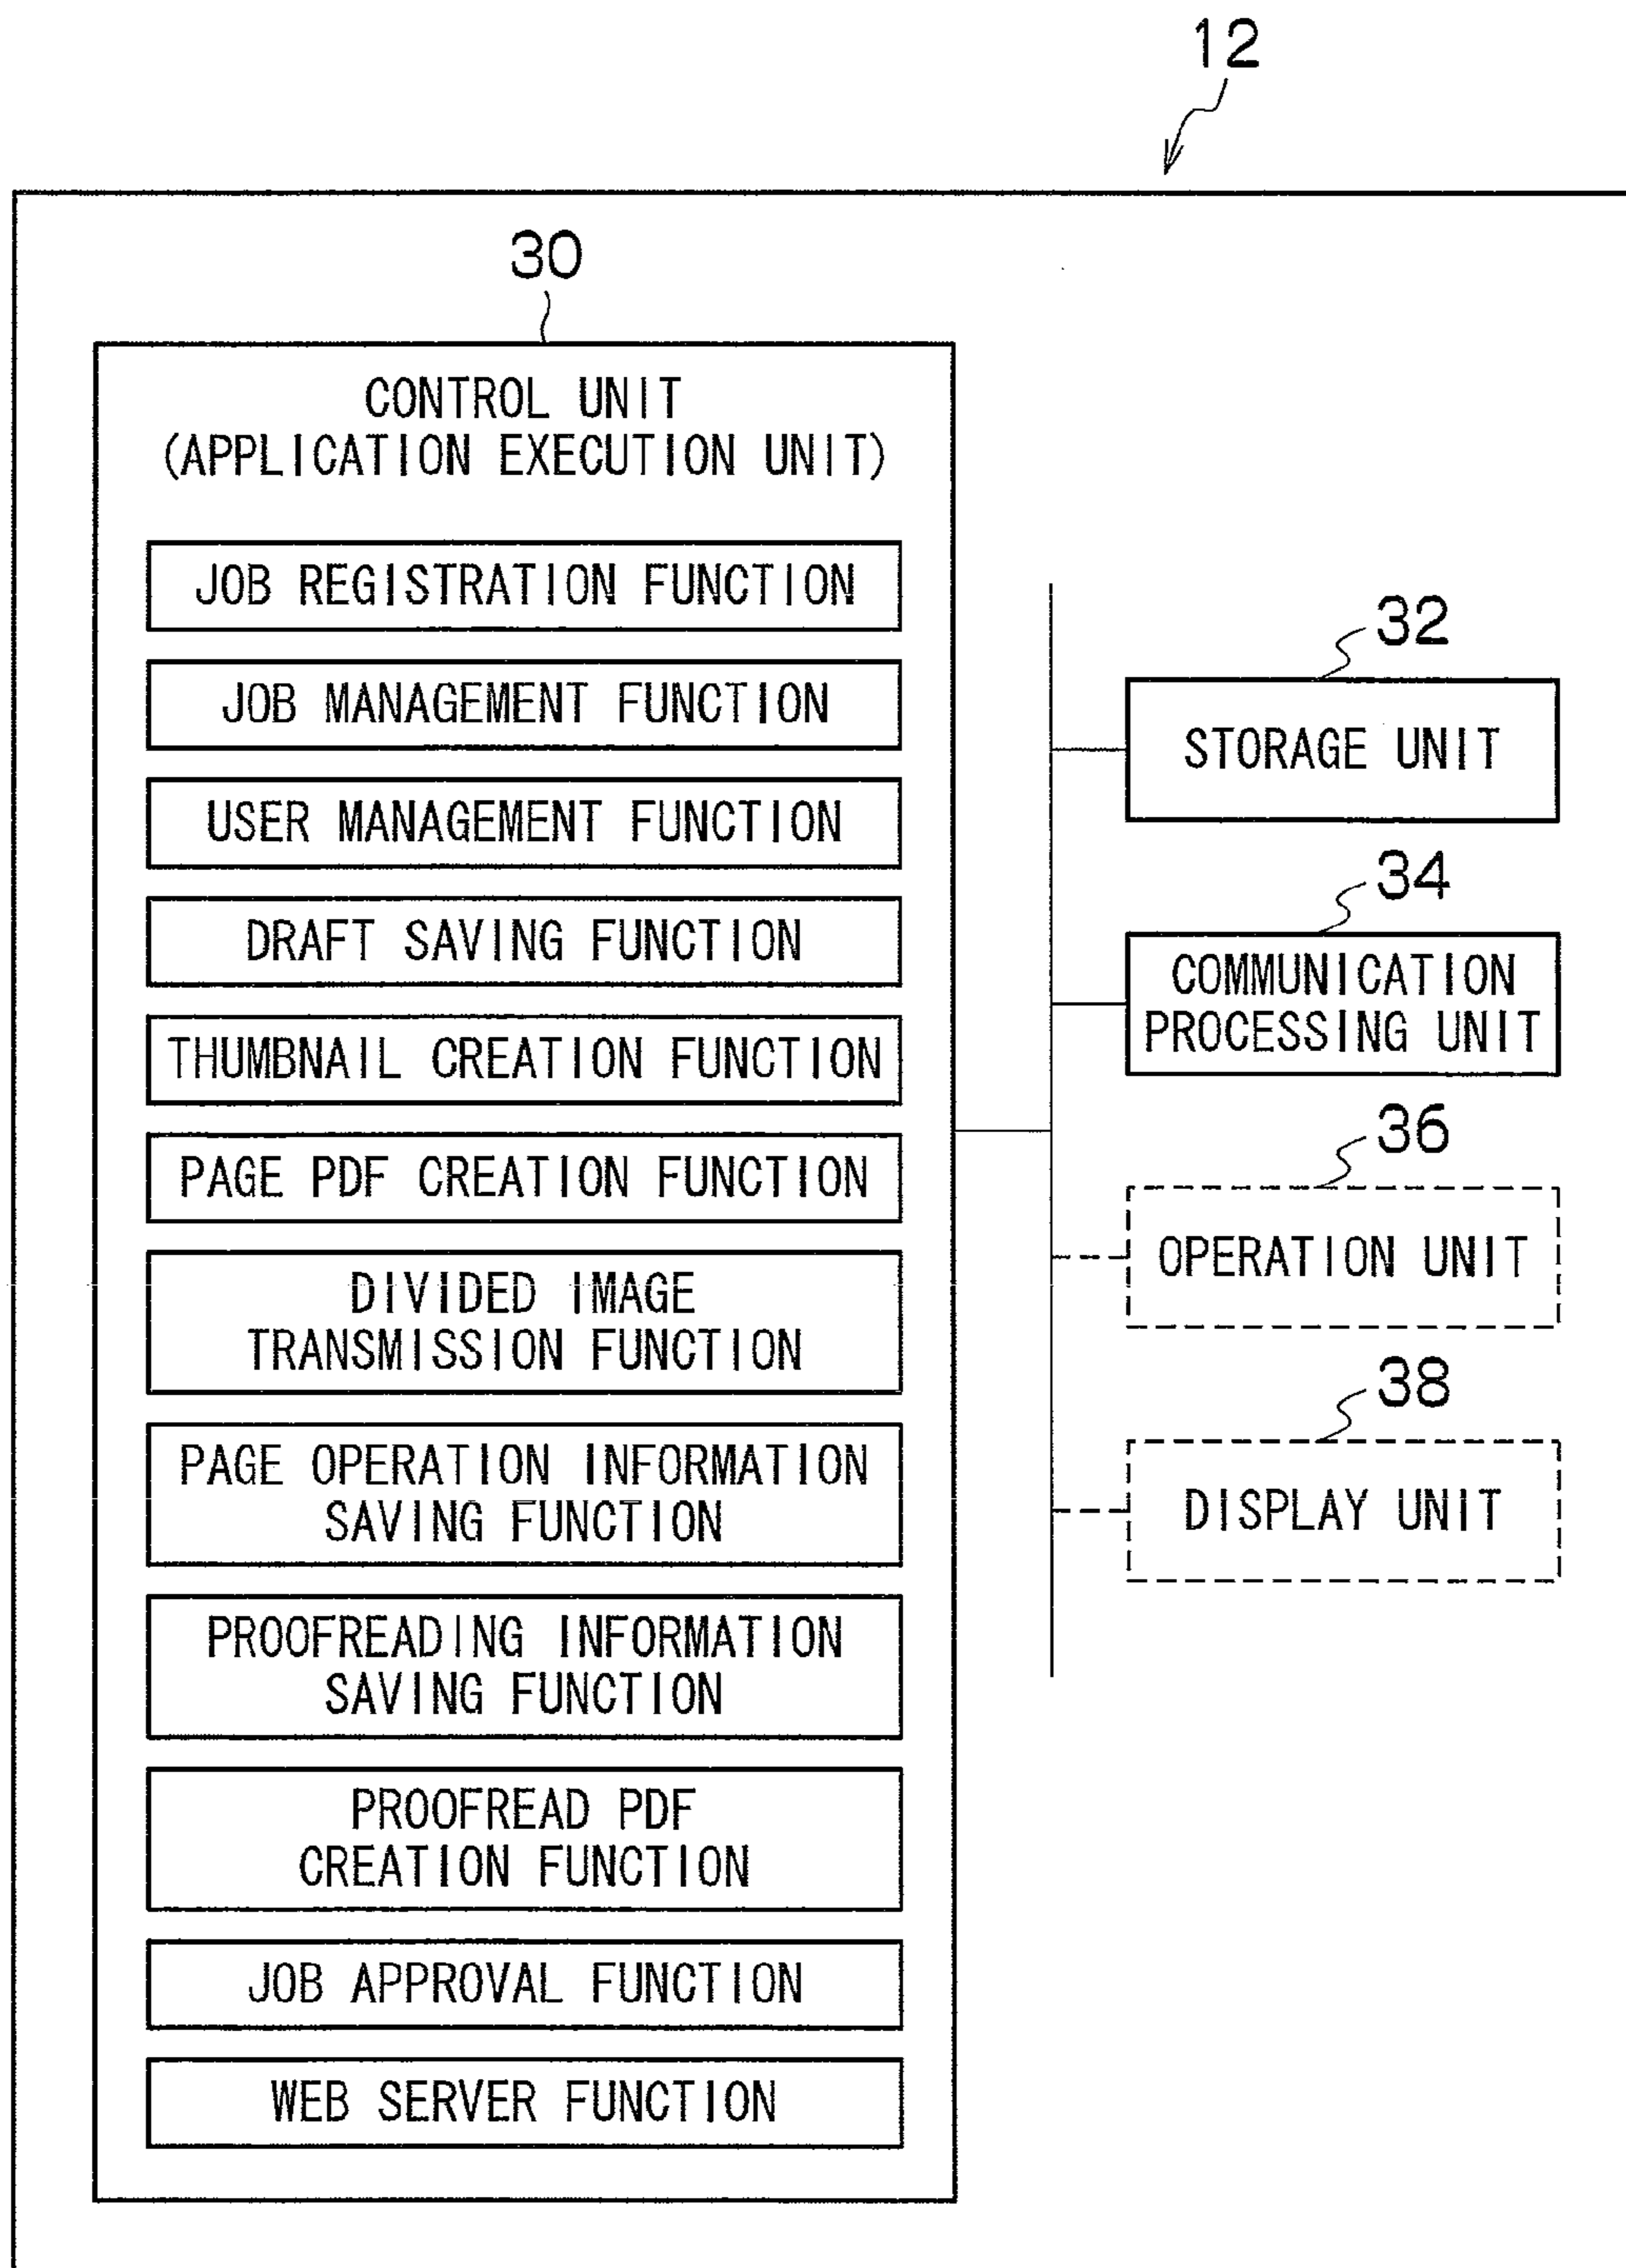 12
30
CONTROL UNIT
(APPLICATION EXECUTION UNIT)
JOB REGISTRATION FUNCTION
JOB MANAGEMENT FUNCTION
USER MANAGEMENT FUNCTION
DRAFT SAVING FUNCTION
THUMBNAIL CREATION FUNCTION
PAGE PDF CREATION FUNCTION
DIVIDED IMAGE
TRANSMISSION FUNCTION
PAGE OPERATION INFORMATION
SAVING FUNCTION
PROOFREADING INFORMATION
SAVING FUNCTION
PROOFREAD PDF
CREATION FUNCTION
JOB APPROVAL FUNCTION
WEB SERVER FUNCTION
32
STORAGE UNIT
34
COMMUNICATION
PROCESSING UNIT
36
OPERATION UNIT
38
DISPLAY UNIT